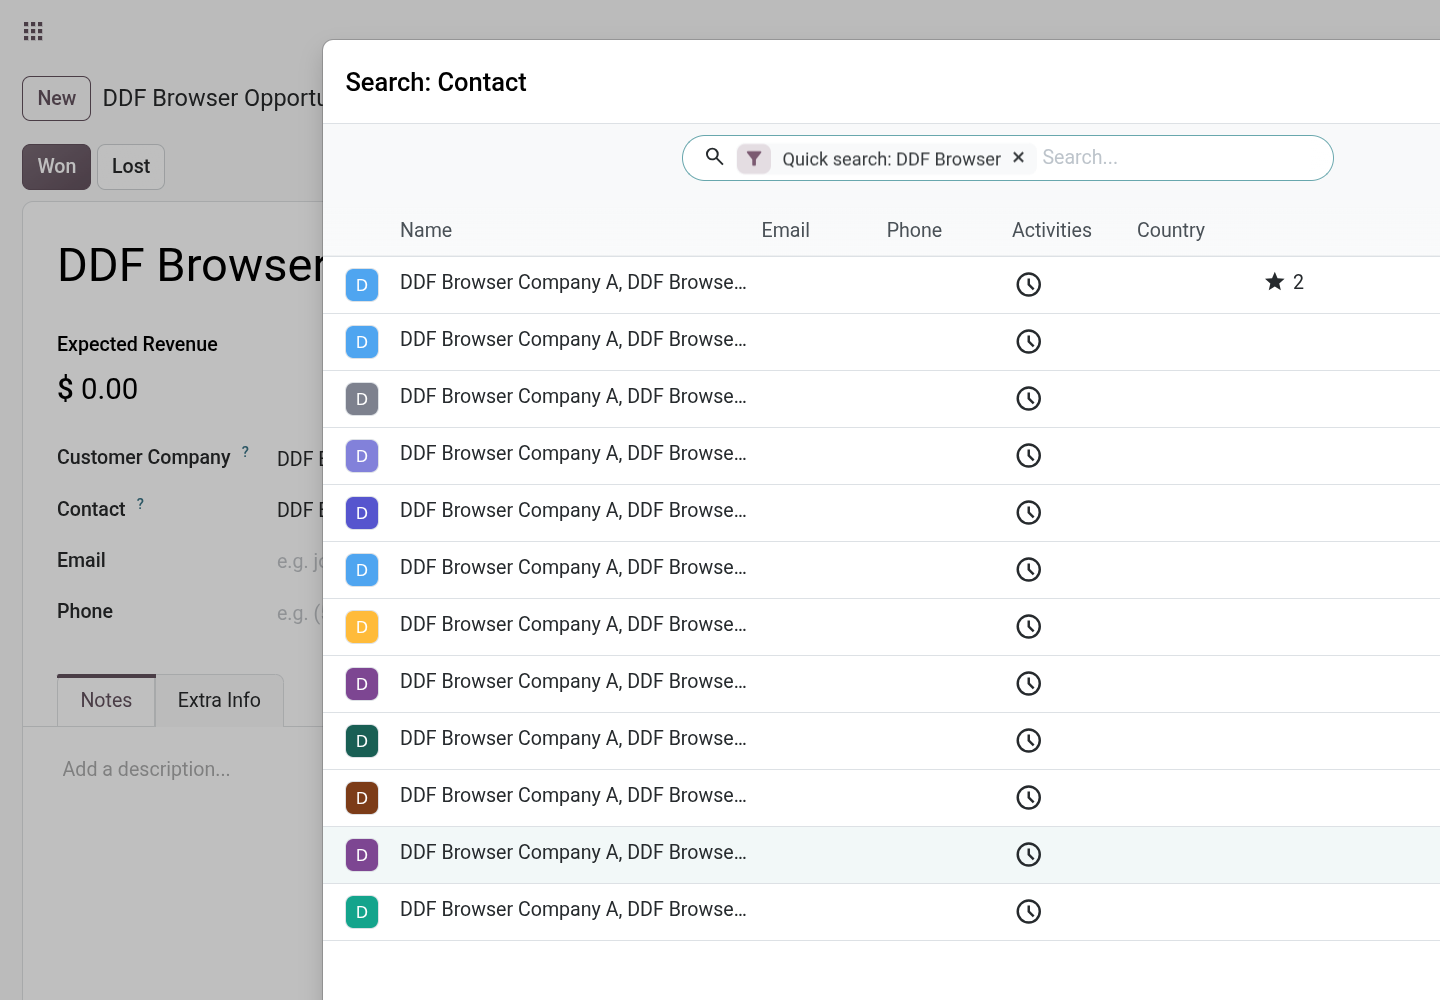 New
DDF Browser Opportu
Won
Lost
DDF Browser
Expected Revenue
$ 0.00
Customer Company ?
DDF B
Contact ?
DDF B
Email
e.g. jo
Phone
e.g. (
Notes
Extra Info
Add a description...
Search: Contact
Quick search: DDF Browser ×
Search...
Name Email Phone Activities Country
D DDF Browser Company A, DDF Browse... 2
D DDF Browser Company A, DDF Browse...
D DDF Browser Company A, DDF Browse...
D DDF Browser Company A, DDF Browse...
D DDF Browser Company A, DDF Browse...
D DDF Browser Company A, DDF Browse...
D DDF Browser Company A, DDF Browse...
D DDF Browser Company A, DDF Browse...
D DDF Browser Company A, DDF Browse...
D DDF Browser Company A, DDF Browse...
D DDF Browser Company A, DDF Browse...
D DDF Browser Company A, DDF Browse...